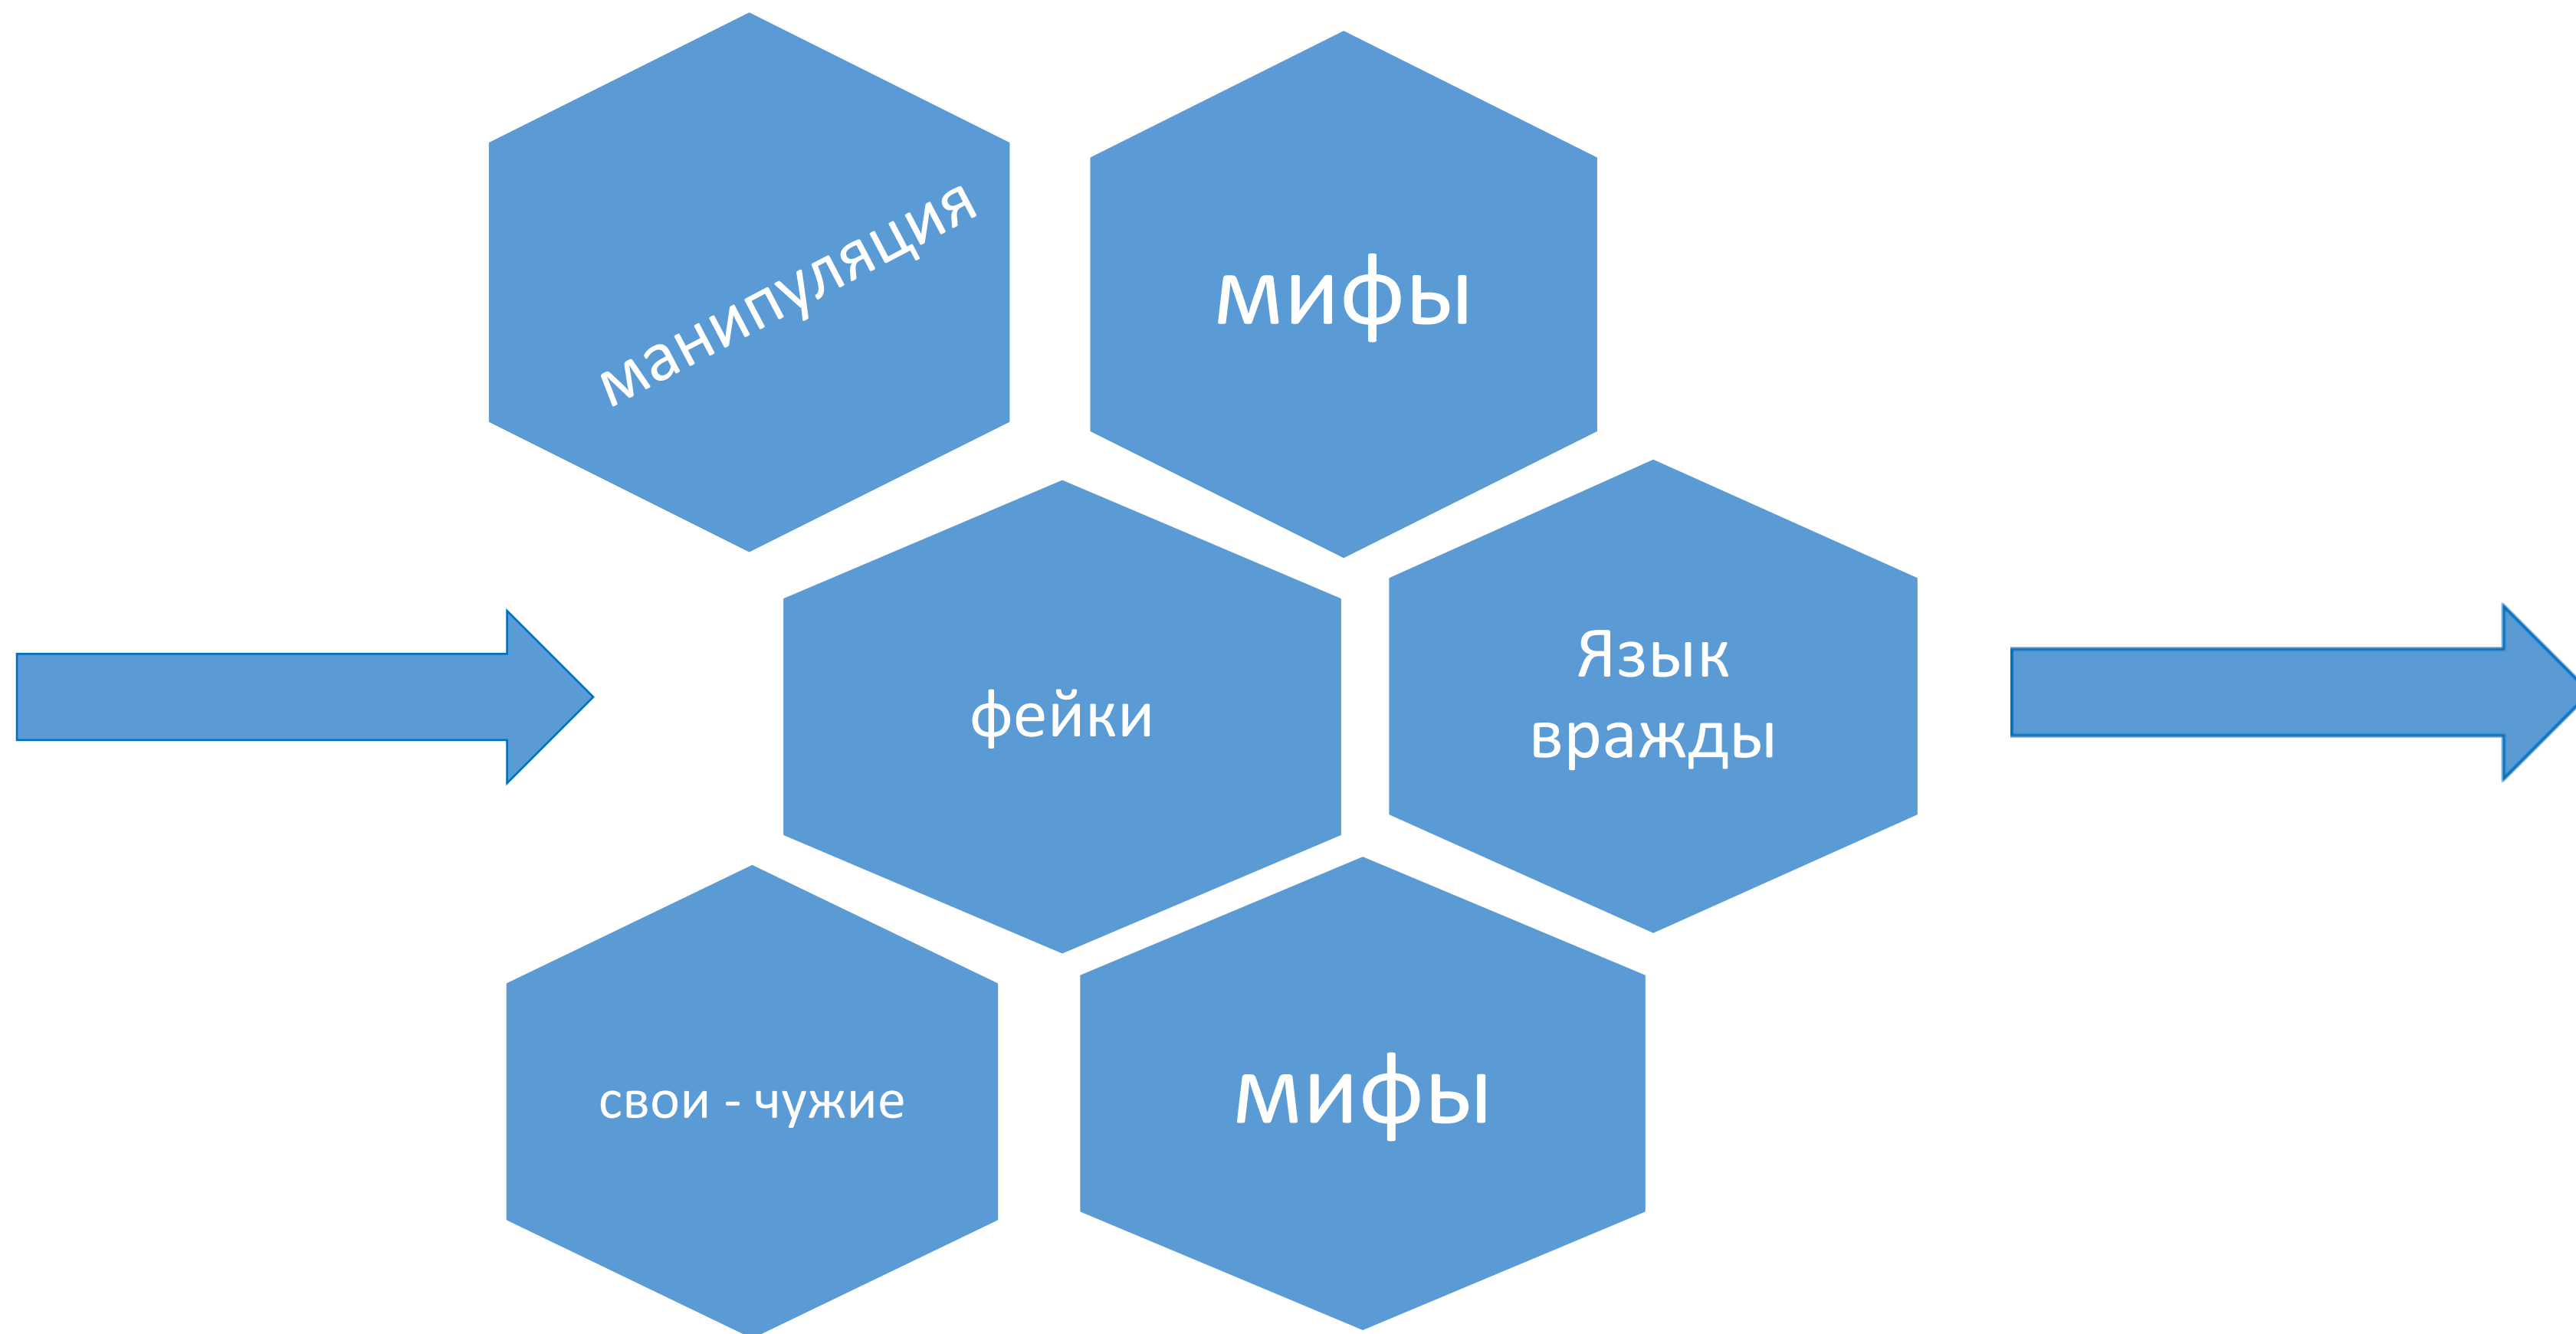 манипуляция
мифы
фейки
Язык
вражды
свои - чужие
мифы